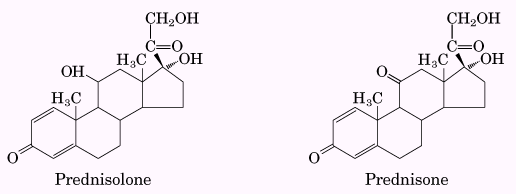 CH₂OH CH₂OH
C=O C=O
H₃C OH H₃C OH
OH O
H₃C H₃C
O O
Prednisolone Prednisone